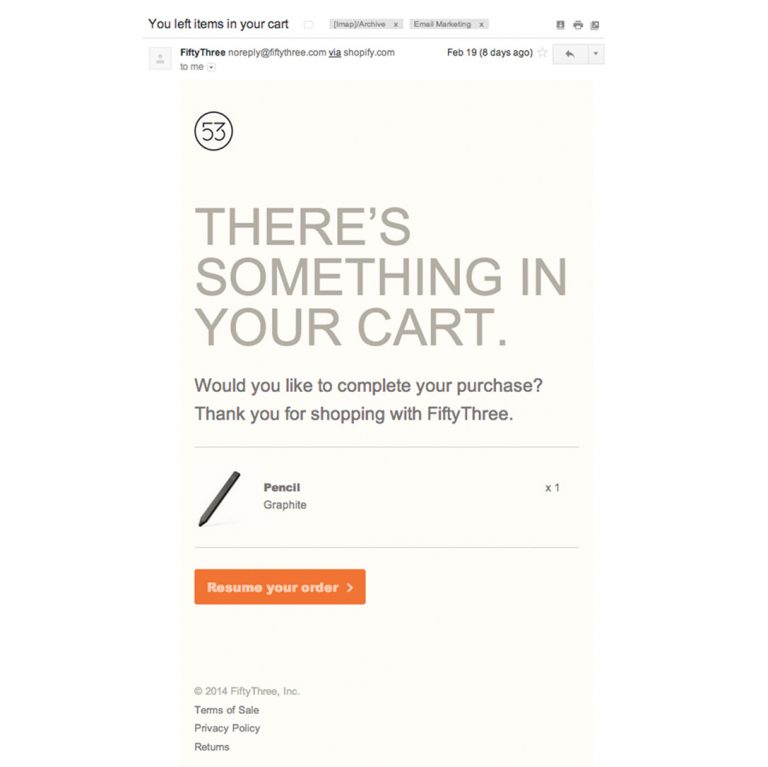 You left items in your cart [Imap]/Archive x Email Marketing x
FiftyThree noreply@fiftythree.com via shopify.com Feb 19 (8 days ago)
to me
53
THERE’S
SOMETHING IN
YOUR CART.
Would you like to complete your purchase?
Thank you for shopping with FiftyThree.
Pencil x 1
Graphite
Resume your order >
© 2014 FiftyThree, Inc.
Terms of Sale
Privacy Policy
Returns